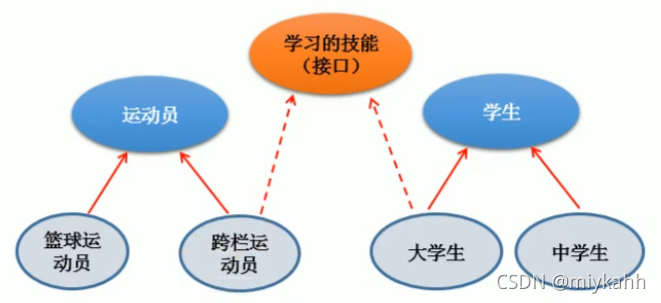 学习的技能
（接口）
运动员
学生
篮球运
动员
跨栏运
动员
大学生
中学生
CSDN @miykahh